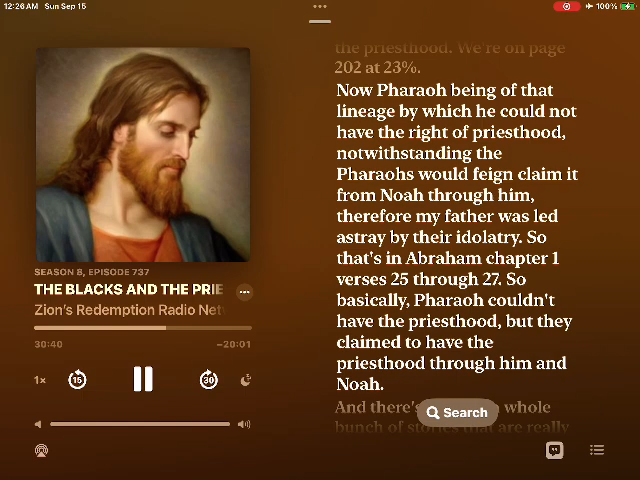 12:26 AM Sun Sep 15
100%
the priesthood. We're on page
202 at 23%.
Now Pharaoh being of that
lineage by which he could not
have the right of priesthood,
notwithstanding the
Pharaohs would feign claim it
from Noah through him,
therefore my father was led
astray by their idolatry. So
that's in Abraham chapter 1
verses 25 through 27. So
basically, Pharaoh couldn't
have the priesthood, but they
claimed to have the
priesthood through him and
Noah.
And there's whole
bunch of stories that are really
Search
SEASON 8, EPISODE 737
THE BLACKS AND THE PRIE
Zion's Redemption Radio Net
30:40
-20:01
1x
15
30